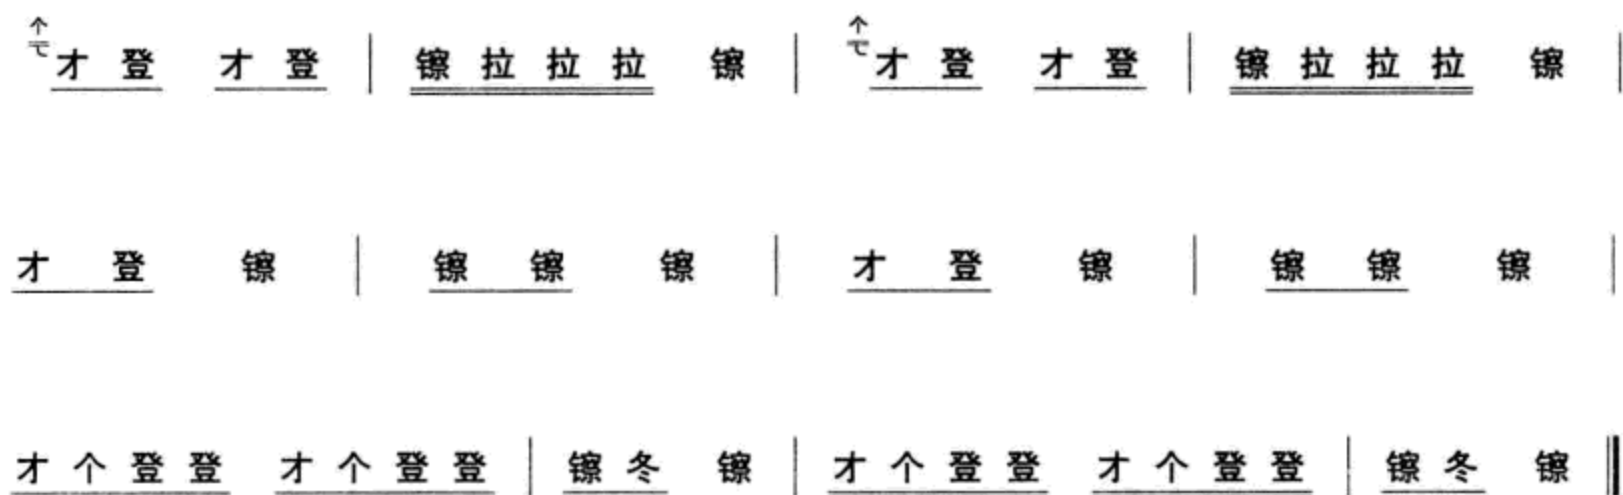 个才登 才登 | 镲拉拉拉 镲 | 个才登 才登 | 镲拉拉拉 镲 |
才登 镲 | 镲镲 镲 | 才登 镲 | 镲镲 镲 |
才个登登 才个登登 | 镲冬 镲 | 才个登登 才个登登 | 镲冬 镲 ‖